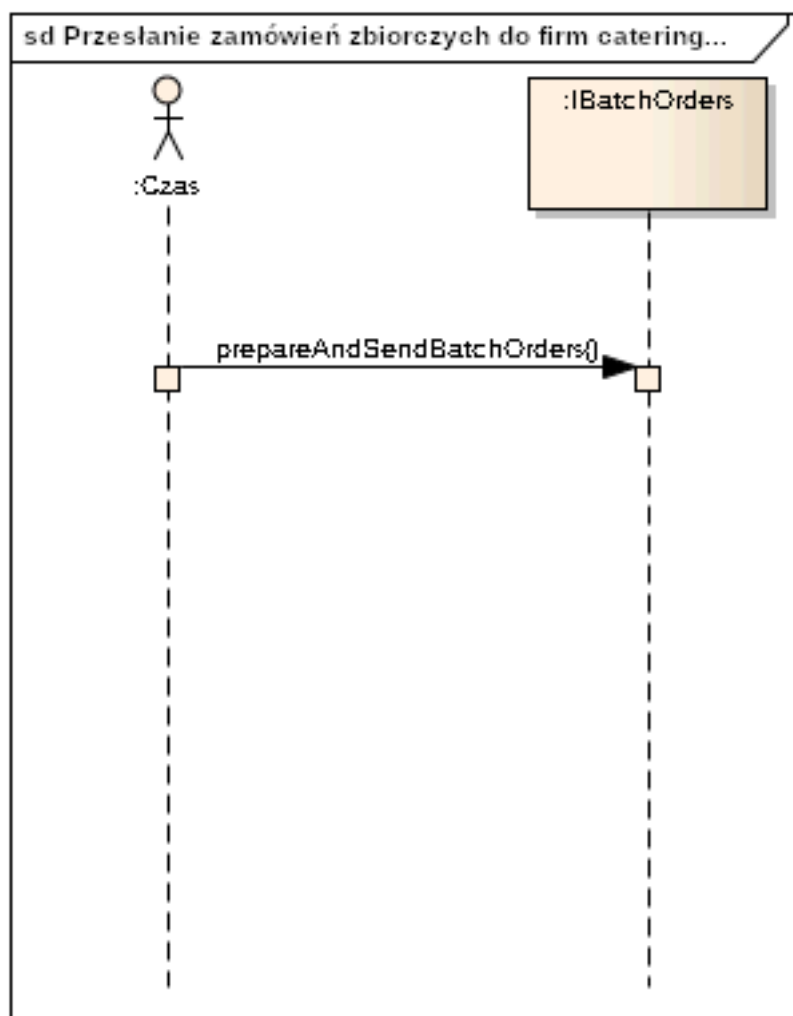 sd Przesłanie zamówień zbiorczych do firm catering...
:IBatchOrders
:Czas
prepareAndSendBatchOrders()